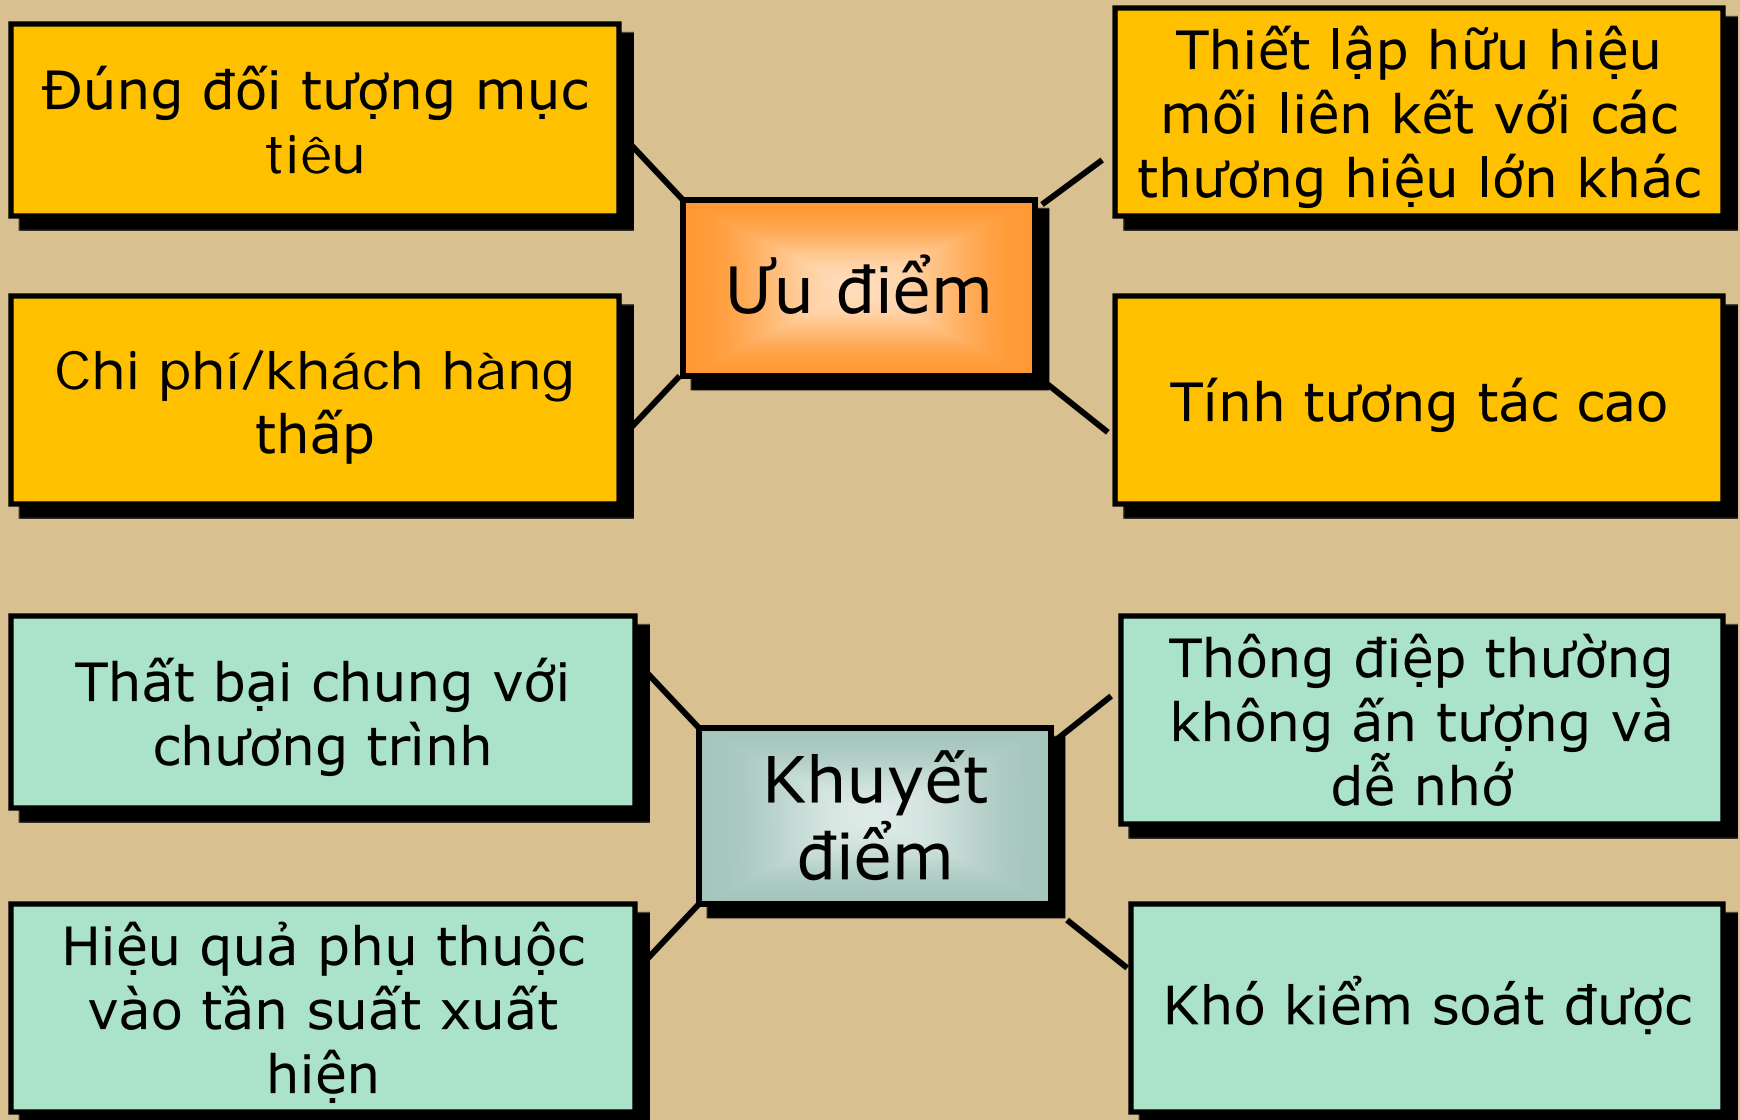 Đúng đối tượng mục
tiêu
Thiết lập hữu hiệu
mối liên kết với các
thương hiệu lớn khác
Ưu điểm
Chi phí/khách hàng
thấp
Tính tương tác cao
Thất bại chung với
chương trình
Thông điệp thường
không ấn tượng và
dễ nhớ
Khuyết
điểm
Hiệu quả phụ thuộc
vào tần suất xuất
hiện
Khó kiểm soát được